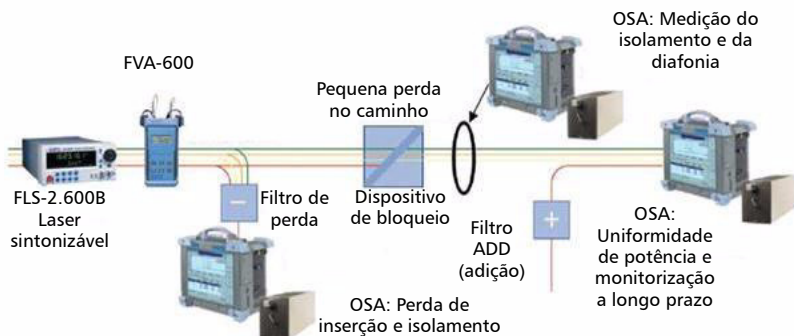 OSA: Medição do
isolamento e da
diafonia
FVA-600
Pequena perda
no caminho
FLS-2.600B
Laser
sintonizável
Filtro de
perda
Dispositivo
de bloqueio
Filtro
ADD
(adição)
OSA:
Uniformidade
de potência e
monitorização
a longo prazo
OSA: Perda de
inserção e isolamento